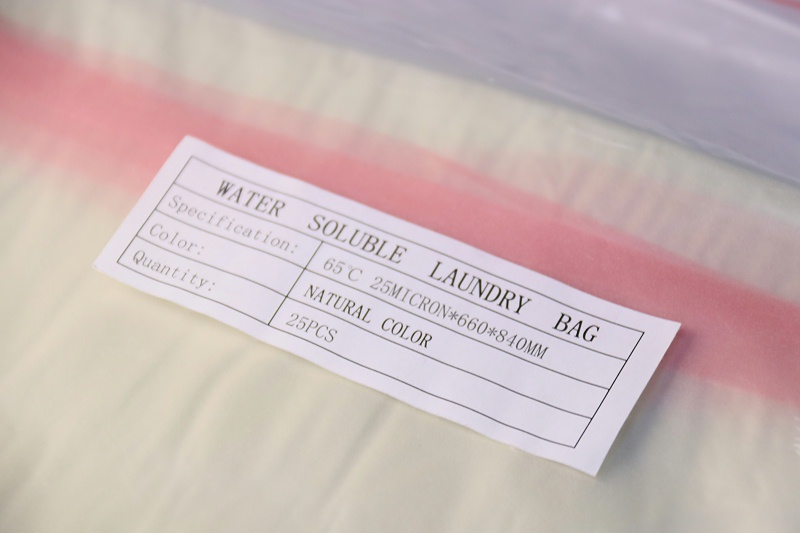 WATER SOLUBLE LAUNDRY BAG
Specification: 65℃ 25MICRON*660*840MM
Color: NATURAL COLOR
Quantity: 25PCS